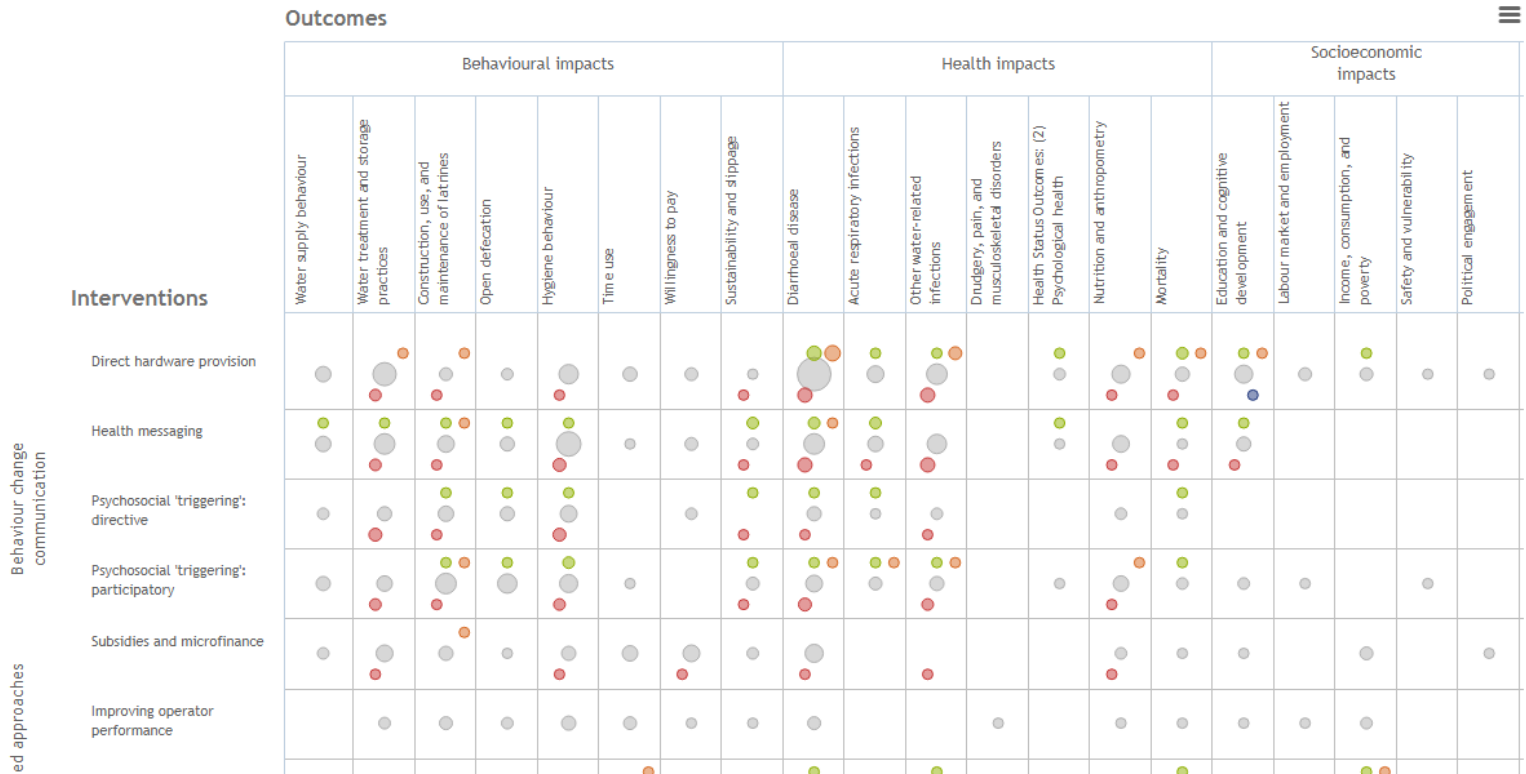 Outcomes
Behavioural impacts
Health impacts
Socioeconomic
impacts
Water supply behaviour
Water treatment and storage
practices
Construction, use, and
maintenance of latrines
Open defecation
Hygiene behaviour
Time use
Willingness to pay
Sustainability and slippage
Diarrhoeal disease
Acute respiratory infections
Other water-related
infections
Drudgery, pain, and
musculoskeletal disorders
Health Status Outcomes: (2)
Psychological health
Nutrition and anthropometry
Mortality
Education and cognitive
development
Labour market and employment
Income, consumption, and
poverty
Safety and vulnerability
Political engagement
Interventions
Direct hardware provision
Behaviour change
communication
Health messaging
Psychosocial 'triggering':
directive
Psychosocial 'triggering':
participatory
ed approaches
Subsidies and microfinance
Improving operator
performance